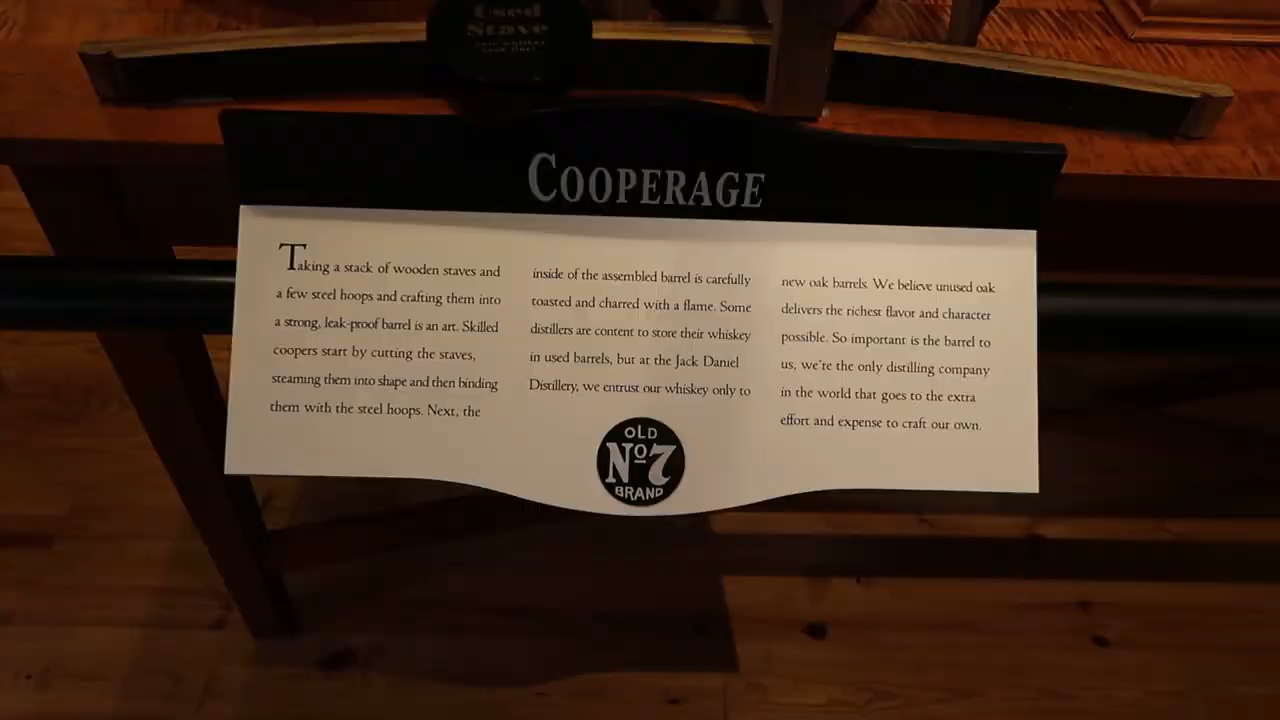 Used
Stave
COOPERAGE
Taking a stack of wooden staves and
a few steel hoops and crafting them into
a strong, leak-proof barrel is an art. Skilled
coopers start by cutting the staves,
steaming them into shape and then binding
them with the steel hoops. Next, the
inside of the assembled barrel is carefully
toasted and charred with a flame. Some
distillers are content to store their whiskey
in used barrels, but at the Jack Daniel
Distillery, we entrust our whiskey only to
new oak barrels. We believe unused oak
delivers the richest flavor and character
possible. So important is the barrel to
us, we're the only distilling company
in the world that goes to the extra
effort and expense to craft our own.
OLD
Nº7
BRAND